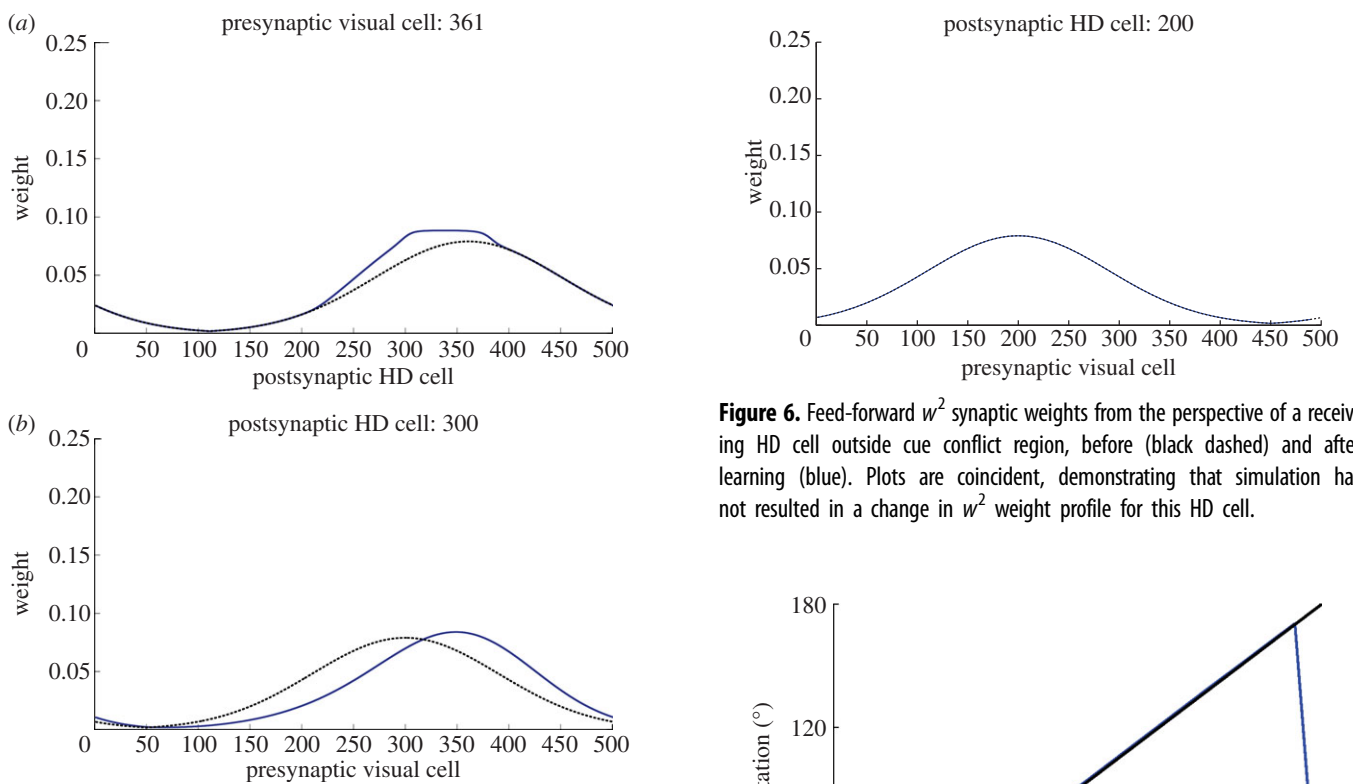 (a) presynaptic visual cell: 361
0.25
0.20
0.15
0.10
0.05
weight
0 50 100 150 200 250 300 350 400 450 500
postsynaptic HD cell
(b) postsynaptic HD cell: 300
0.25
0.20
0.15
0.10
0.05
weight
0 50 100 150 200 250 300 350 400 450 500
presynaptic visual cell
postsynaptic HD cell: 200
0.25
0.20
0.15
0.10
0.05
weight
0 50 100 150 200 250 300 350 400 450 500
presynaptic visual cell
Figure 6. Feed-forward w² synaptic weights from the perspective of a receiv
ing HD cell outside cue conflict region, before (black dashed) and afte
learning (blue). Plots are coincident, demonstrating that simulation ha
not resulted in a change in w² weight profile for this HD cell.
180
120
tation (°)